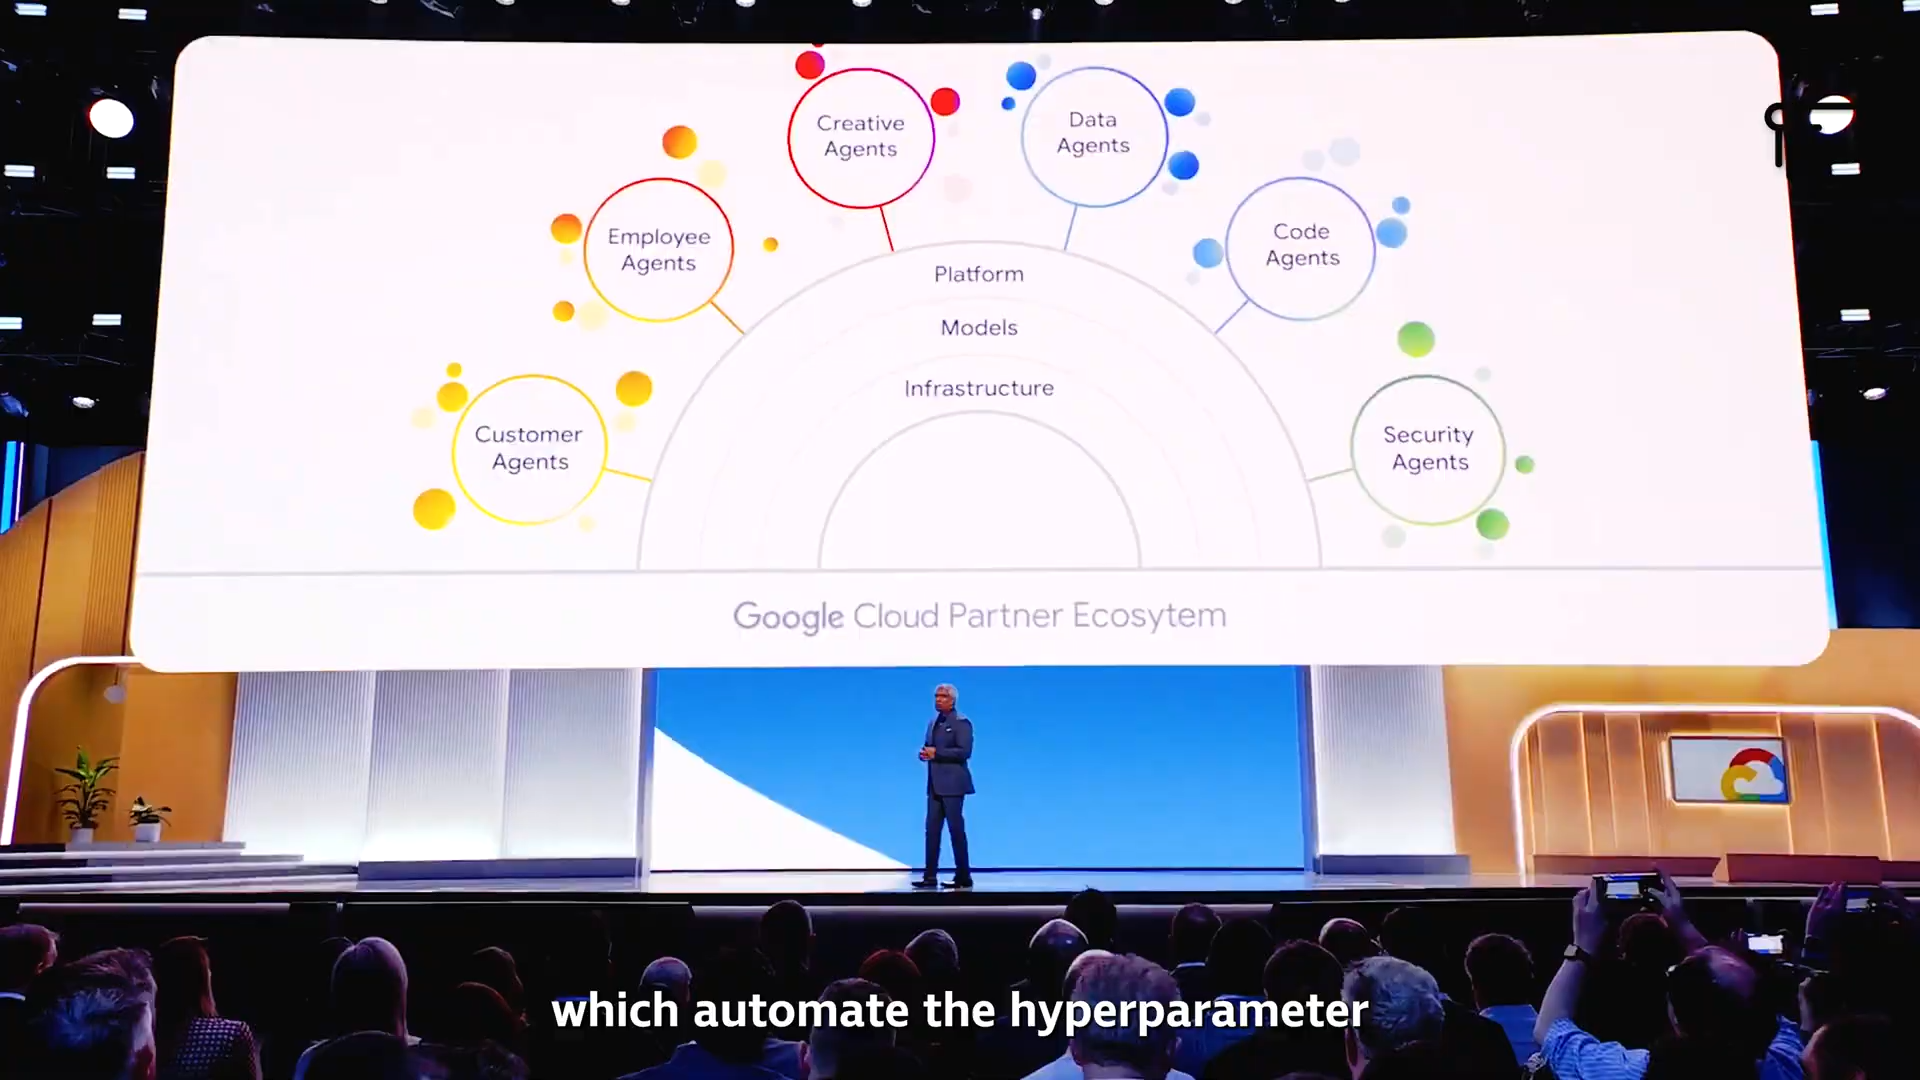 Creative
Agents
Data
Agents
Employee
Agents
Code
Agents
Platform
Models
Infrastructure
Customer
Agents
Security
Agents
Google Cloud Partner Ecosytem
which automate the hyperparameter